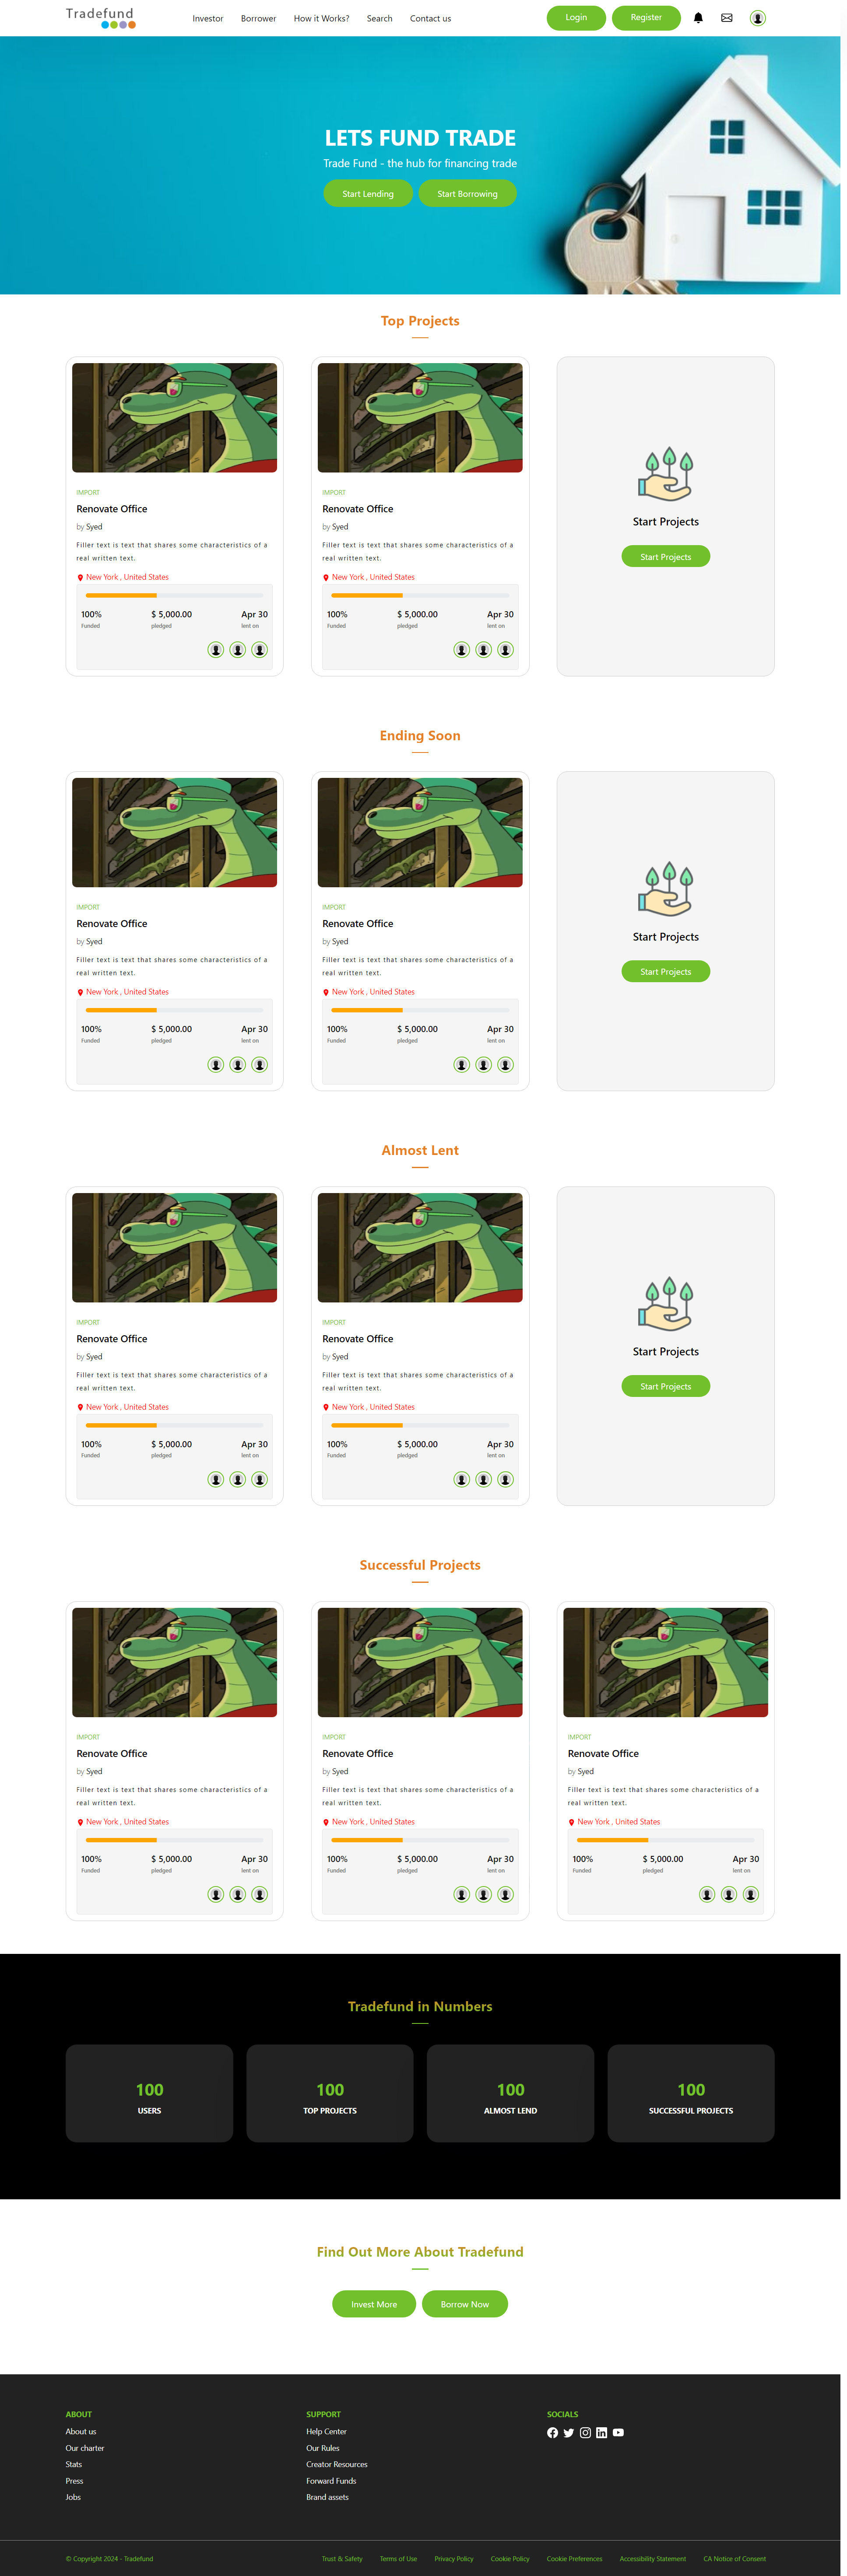 Tradefund
Investor Borrower How it Works? Search Contact us Login Register
LETS FUND TRADE
Trade Fund - the hub for financing trade
Start Lending Start Borrowing
Top Projects
IMPORT
Renovate Office
by Syed
Filler text is text that shares some characteristics of a
real written text.
New York , United States
100% $ 5,000.00 Apr 30
Funded pledged lent on
IMPORT
Renovate Office
by Syed
Filler text is text that shares some characteristics of a
real written text.
New York , United States
100% $ 5,000.00 Apr 30
Funded pledged lent on
Start Projects
Start Projects
Ending Soon
IMPORT
Renovate Office
by Syed
Filler text is text that shares some characteristics of a
real written text.
New York , United States
100% $ 5,000.00 Apr 30
Funded pledged lent on
IMPORT
Renovate Office
by Syed
Filler text is text that shares some characteristics of a
real written text.
New York , United States
100% $ 5,000.00 Apr 30
Funded pledged lent on
Start Projects
Start Projects
Almost Lent
IMPORT
Renovate Office
by Syed
Filler text is text that shares some characteristics of a
real written text.
New York , United States
100% $ 5,000.00 Apr 30
Funded pledged lent on
IMPORT
Renovate Office
by Syed
Filler text is text that shares some characteristics of a
real written text.
New York , United States
100% $ 5,000.00 Apr 30
Funded pledged lent on
Start Projects
Start Projects
Successful Projects
IMPORT
Renovate Office
by Syed
Filler text is text that shares some characteristics of a
real written text.
New York , United States
100% $ 5,000.00 Apr 30
Funded pledged lent on
IMPORT
Renovate Office
by Syed
Filler text is text that shares some characteristics of a
real written text.
New York , United States
100% $ 5,000.00 Apr 30
Funded pledged lent on
IMPORT
Renovate Office
by Syed
Filler text is text that shares some characteristics of a
real written text.
New York , United States
100% $ 5,000.00 Apr 30
Funded pledged lent on
Tradefund in Numbers
100
USERS
100
TOP PROJECTS
100
ALMOST LEND
100
SUCCESSFUL PROJECTS
Find Out More About Tradefund
Invest More Borrow Now
ABOUT
About us
Our charter
Stats
Press
Jobs
SUPPORT
Help Center
Our Rules
Creator Resources
Forward Funds
Brand assets
SOCIALS
© Copyright 2024 - Tradefund
Trust & Safety Terms of Use Privacy Policy Cookie Policy Cookie Preferences Accessibility Statement CA Notice of Consent